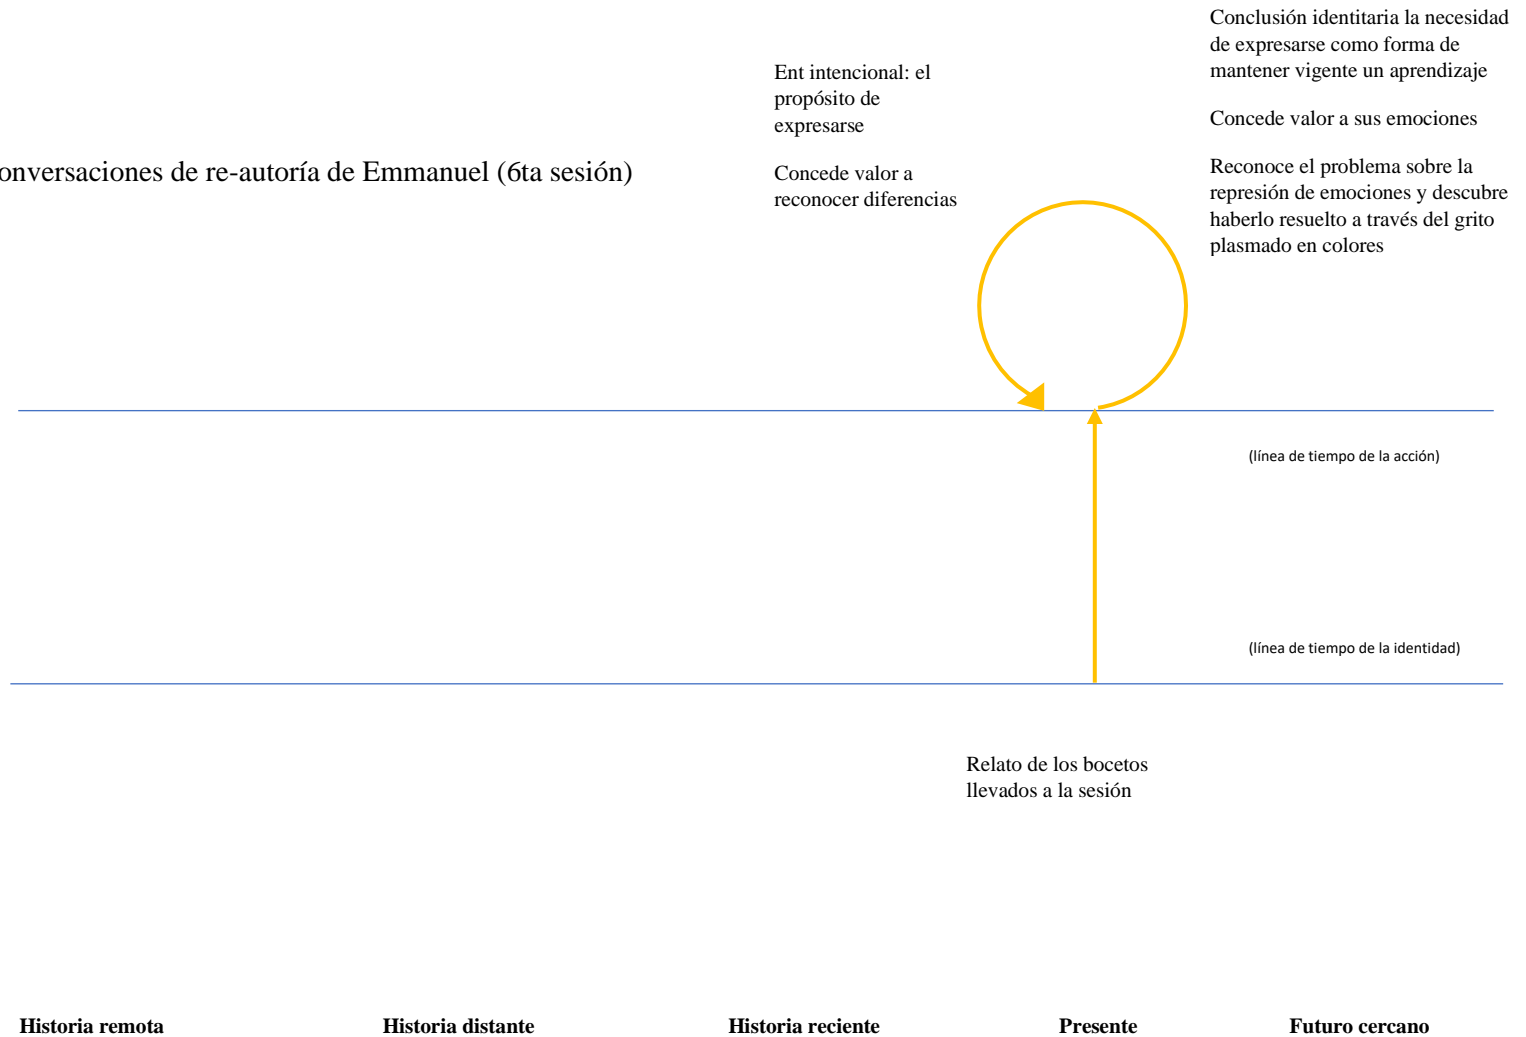 Conclusión identitaria la necesidad
de expresarse como forma de
mantener vigente un aprendizaje
Concede valor a sus emociones
Reconoce el problema sobre la
represión de emociones y descubre
haberlo resuelto a través del grito
plasmado en colores
Ent intencional: el
propósito de
expresarse
Concede valor a
reconocer diferencias
onversaciones de re-autoría de Emmanuel (6ta sesión)
(línea de tiempo de la acción)
(línea de tiempo de la identidad)
Relato de los bocetos
llevados a la sesión
Historia remota
Historia distante
Historia reciente
Presente
Futuro cercano